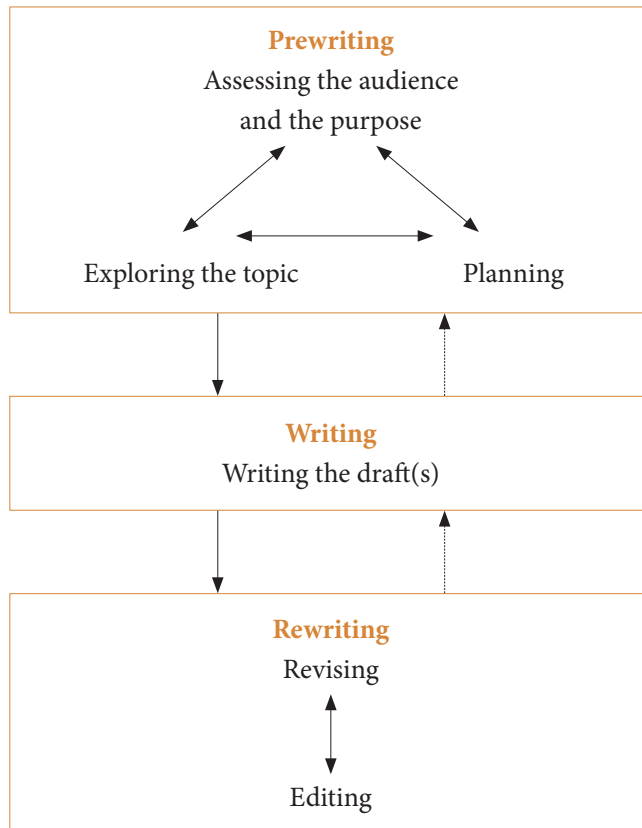 Prewriting
Assessing the audience
and the purpose
Exploring the topic
Planning
Writing
Writing the draft(s)
Rewriting
Revising
Editing